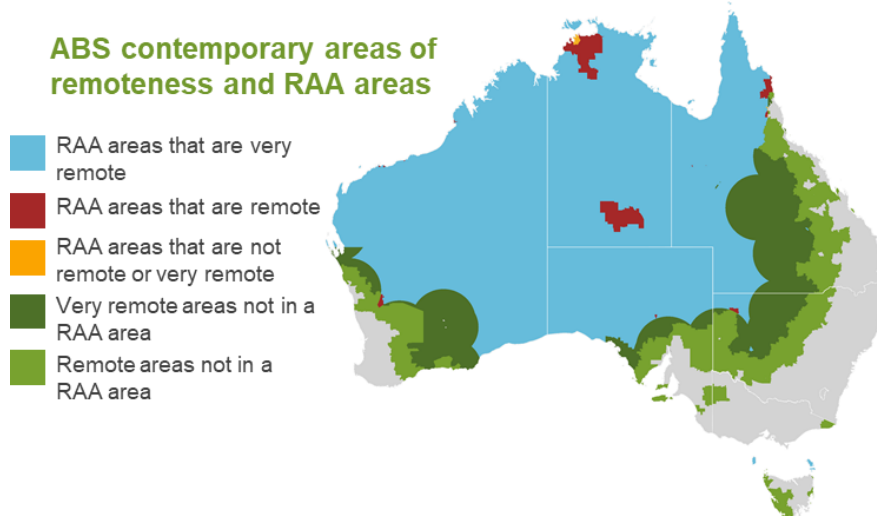 ABS contemporary areas of
remoteness and RAA areas
RAA areas that are very
remote
RAA areas that are remote
RAA areas that are not
remote or very remote
Very remote areas not in a
RAA area
Remote areas not in a
RAA area